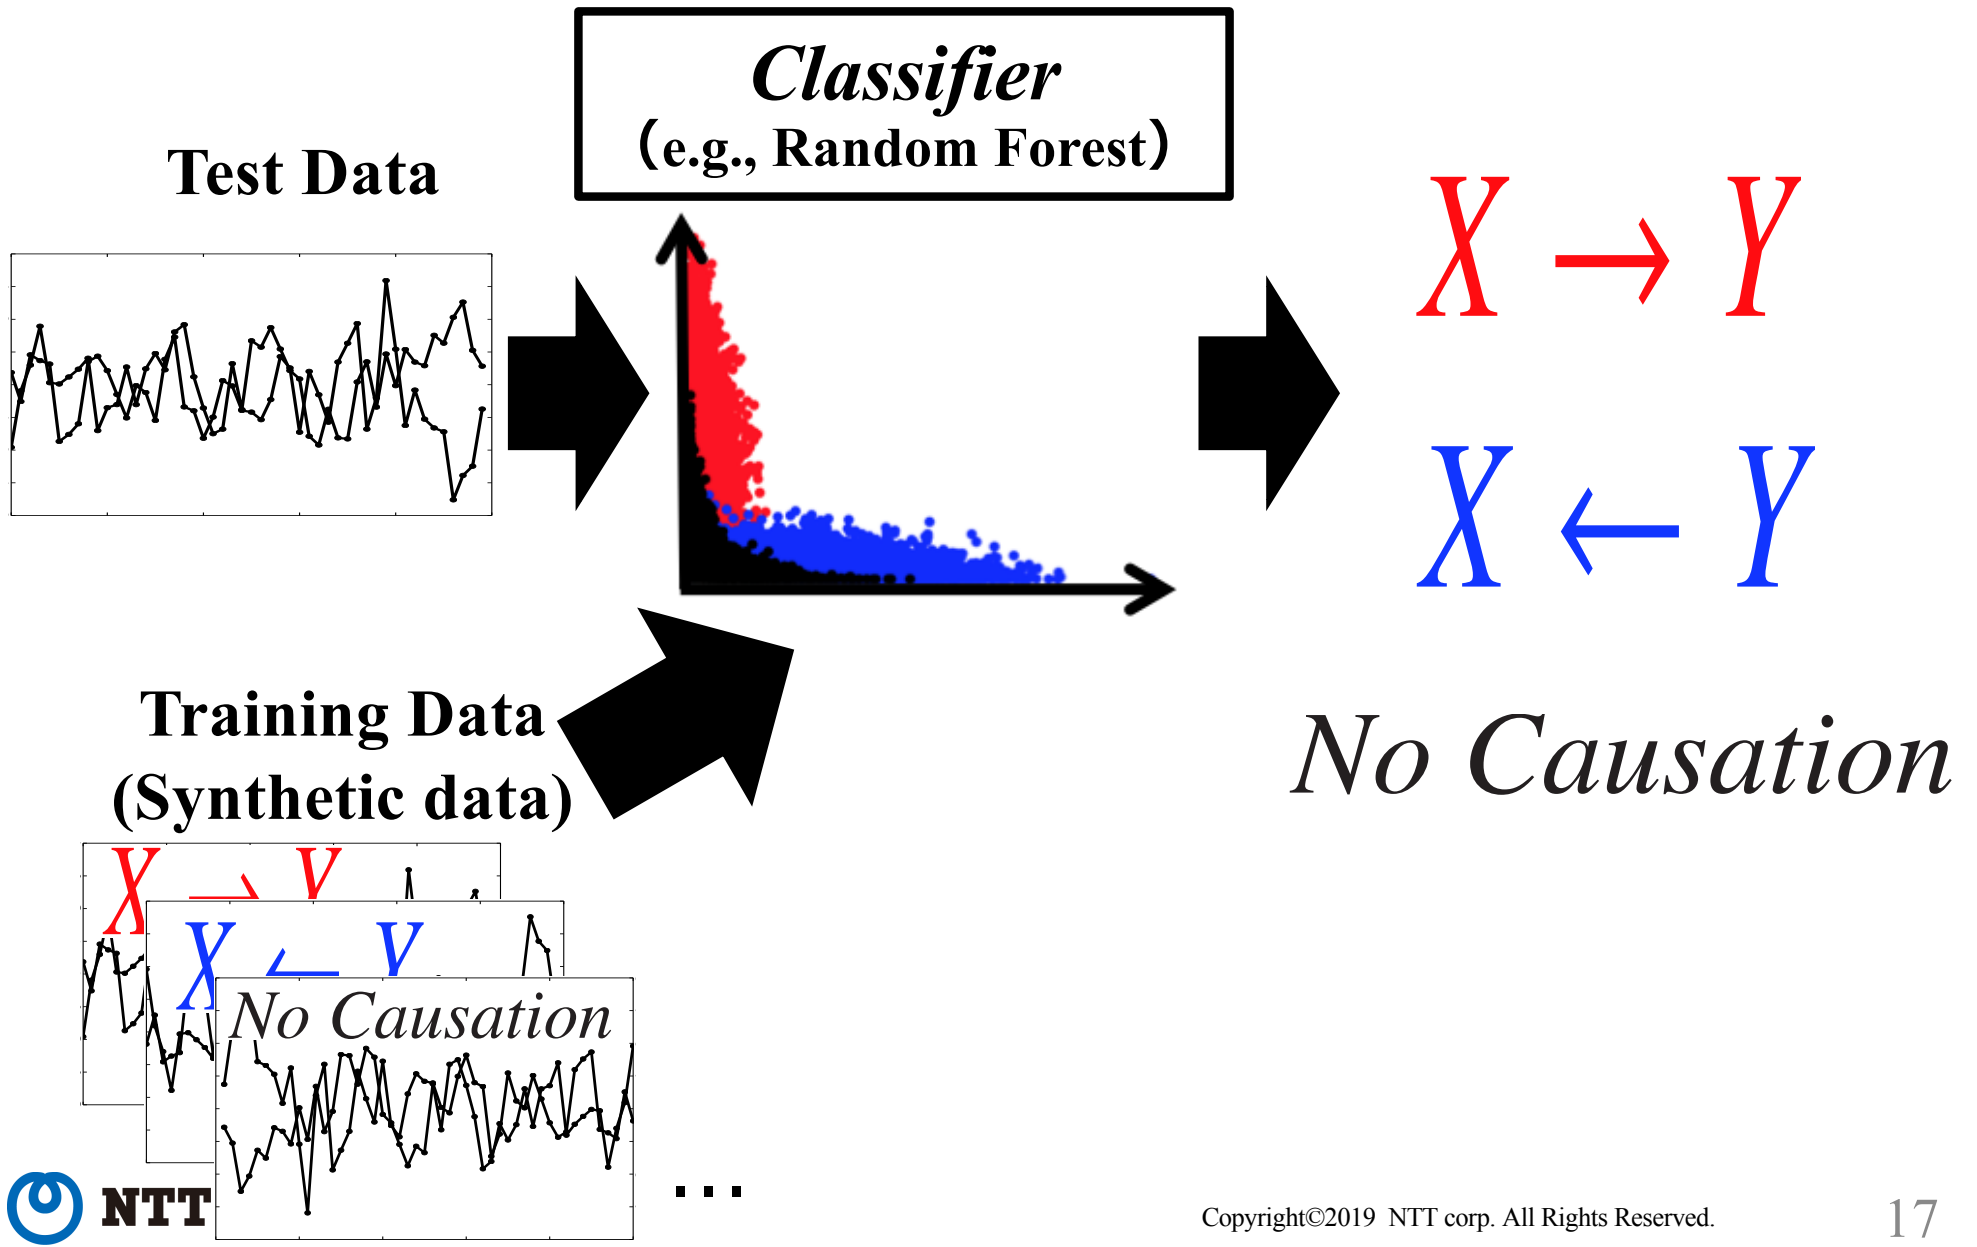 Classifier
（e.g., Random Forest）
Test Data
X → Y
X ← Y
No Causation
Training Data
(Synthetic data)
X → Y
X ← Y
No Causation
...
NTT
Copyright©2019 NTT corp. All Rights Reserved.
17